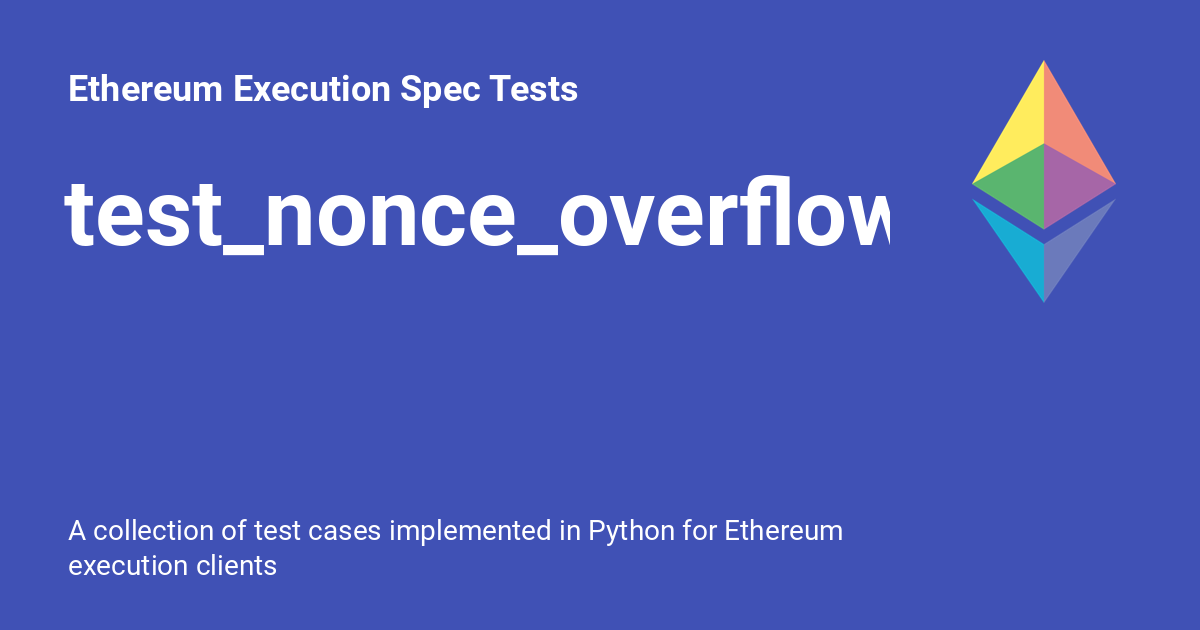 Ethereum Execution Spec Tests
test_nonce_overflow
A collection of test cases implemented in Python for Ethereum
execution clients